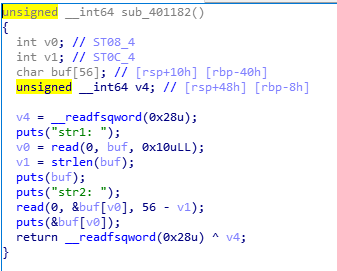 unsigned __int64 sub_401182()
{
  int v0; // ST08_4
  int v1; // ST0C_4
  char buf[56]; // [rsp+10h] [rbp-40h]
  unsigned __int64 v4; // [rsp+48h] [rbp-8h]

  v4 = __readfsqword(0x28u);
  puts("str1: ");
  v0 = read(0, buf, 0x10uLL);
  v1 = strlen(buf);
  puts(buf);
  puts("str2: ");
  read(0, &buf[v0], 56 - v1);
  puts(&buf[v0]);
  return __readfsqword(0x28u) ^ v4;
}